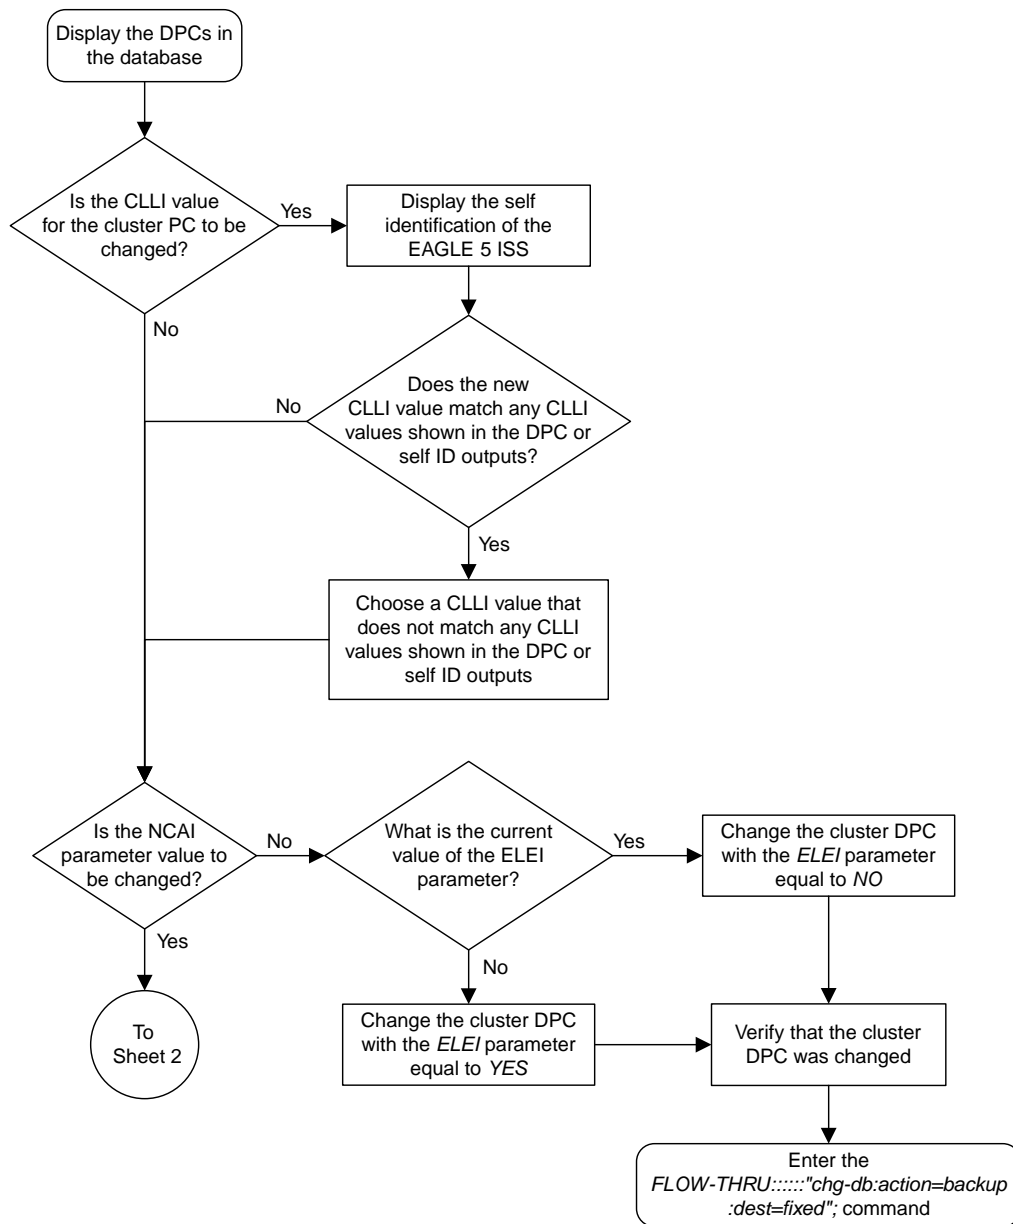 Display the DPCs in
the database
Is the CLLI value
for the cluster PC to be
changed?
Yes
No
Display the self
identification of the
EAGLE 5 ISS
Does the new
CLLI value match any CLLI
values shown in the DPC or
self ID outputs?
No
Yes
Choose a CLLI value that
does not match any CLLI
values shown in the DPC or
self ID outputs
Is the NCAI
parameter value to
be changed?
No
Yes
What is the current
value of the ELEI
parameter?
Yes
No
Change the cluster DPC
with the ELEI parameter
equal to NO
To
Sheet 2
Change the cluster DPC
with the ELEI parameter
equal to YES
Verify that the cluster
DPC was changed
Enter the
FLOW-THRU::::::"chg-db:action=backup
:dest=fixed"; command